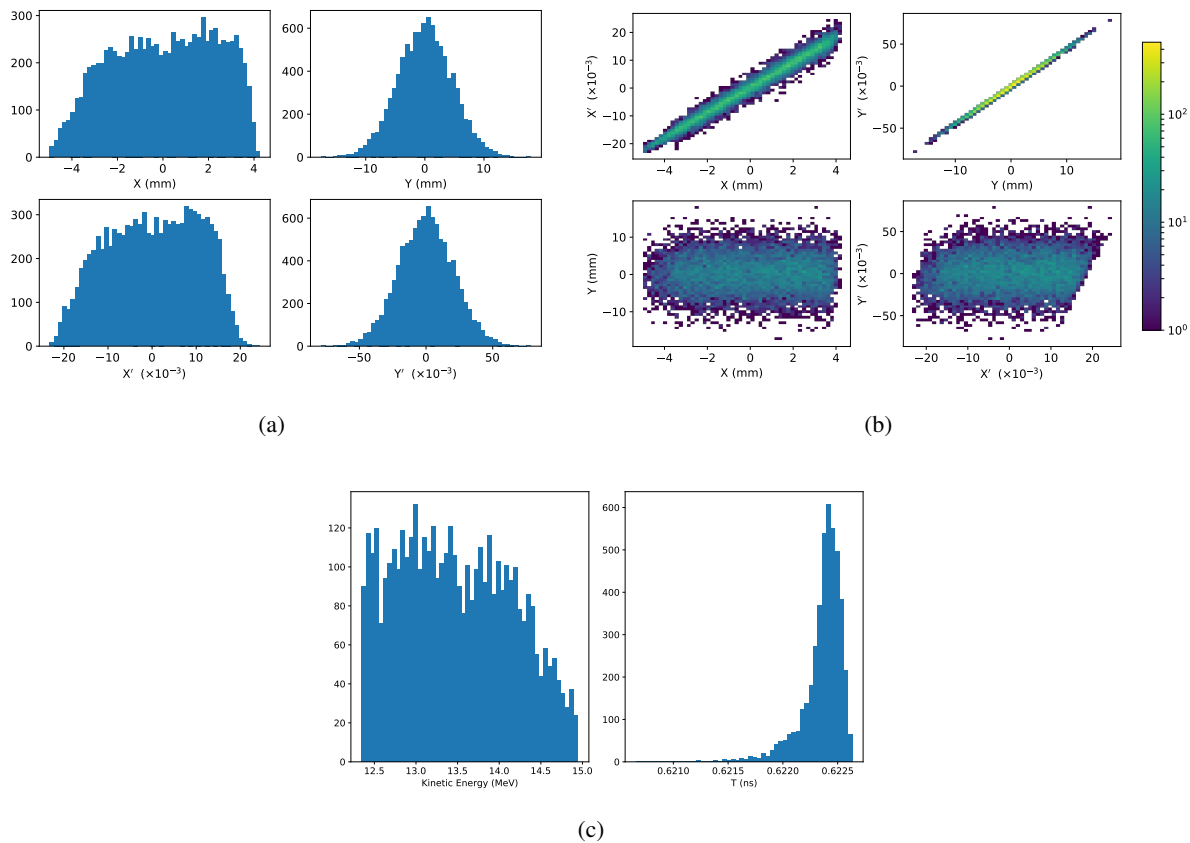 300
250
200
150
100
50
0
−4 −2 0 2 4
X (mm)
600
400
200
0
−10 0 10
Y (mm)
300
200
100
0
−20 −10 0 10 20
X′ (×10−3)
600
400
200
0
−50 0 50
Y′ (×10−3)
(a)
X′ (×10−3)
20
10
0
−10
−20
−4 −2 0 2 4
X (mm)
Y′ (×10−3)
50
0
−50
−10 0 10
Y (mm)
Y (mm)
10
0
−10
−4 −2 0 2 4
X (mm)
Y′ (×10−3)
50
0
−50
−20 −10 0 10 20
X′ (×10−3)
10²
10¹
10⁰
(b)
120
100
80
60
40
20
0
12.5 13.0 13.5 14.0 14.5 15.0
Kinetic Energy (MeV)
600
500
400
300
200
100
0
0.6210 0.6215 0.6220 0.6225
T (ns)
(c)